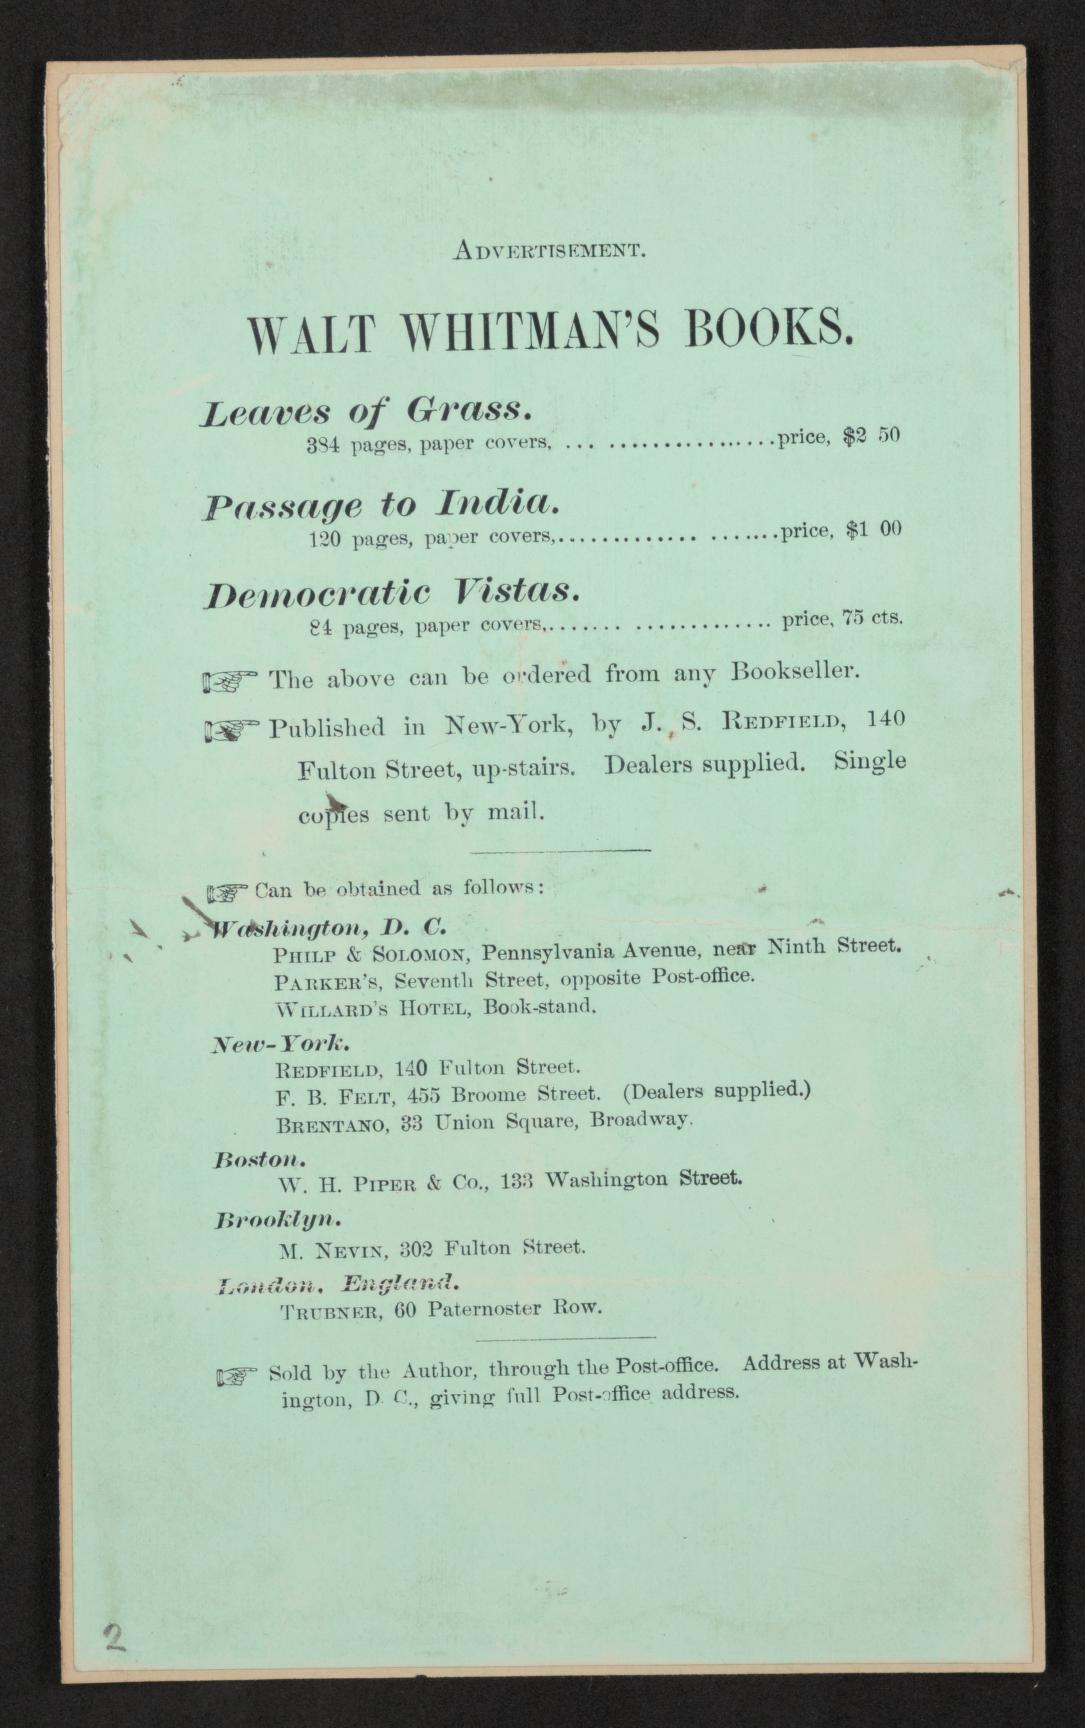 ADVERTISEMENT.
WALT WHITMAN'S BOOKS.
Leaves of Grass.
384 pages, paper covers, ... ..................price, $2 50
Passage to India.
120 pages, paper covers,............. .......price, $1 00
Democratic Vistas.
84 pages, paper covers,........ ............. price, 75 cts.
☞ The above can be ordered from any Bookseller.
☞ Published in New-York, by J. S. REDFIELD, 140
Fulton Street, up-stairs. Dealers supplied. Single
copies sent by mail.
☞ Can be obtained as follows:
Washington, D. C.
PHILP & SOLOMON, Pennsylvania Avenue, near Ninth Street.
PARKER'S, Seventh Street, opposite Post-office.
WILLARD'S HOTEL, Book-stand.
New-York.
REDFIELD, 140 Fulton Street.
F. B. FELT, 455 Broome Street. (Dealers supplied.)
BRENTANO, 33 Union Square, Broadway.
Boston.
W. H. PIPER & Co., 133 Washington Street.
Brooklyn.
M. NEVIN, 302 Fulton Street.
London, England.
TRUBNER, 60 Paternoster Row.
☞ Sold by the Author, through the Post-office. Address at Wash-
ington, D. C., giving full Post-office address.
2